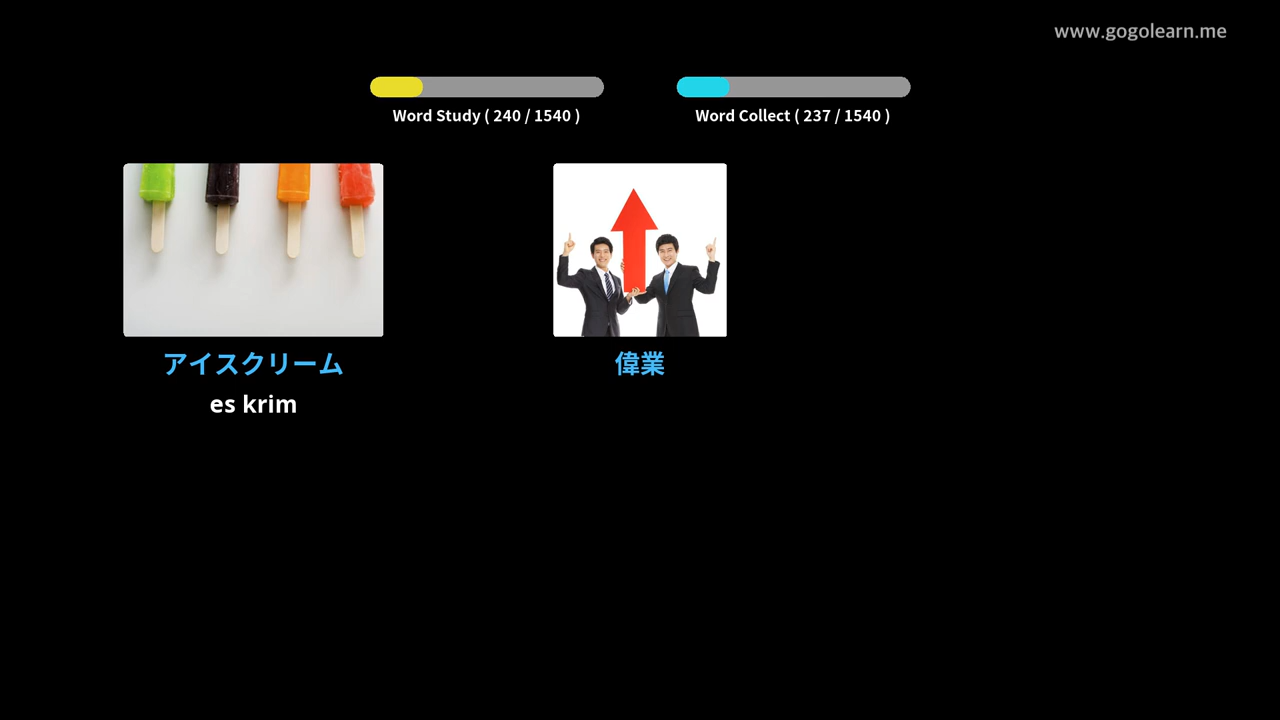 www.gogolearn.me
Word Study ( 240 / 1540 )
Word Collect ( 237 / 1540 )
アイスクリーム
es krim
偉業